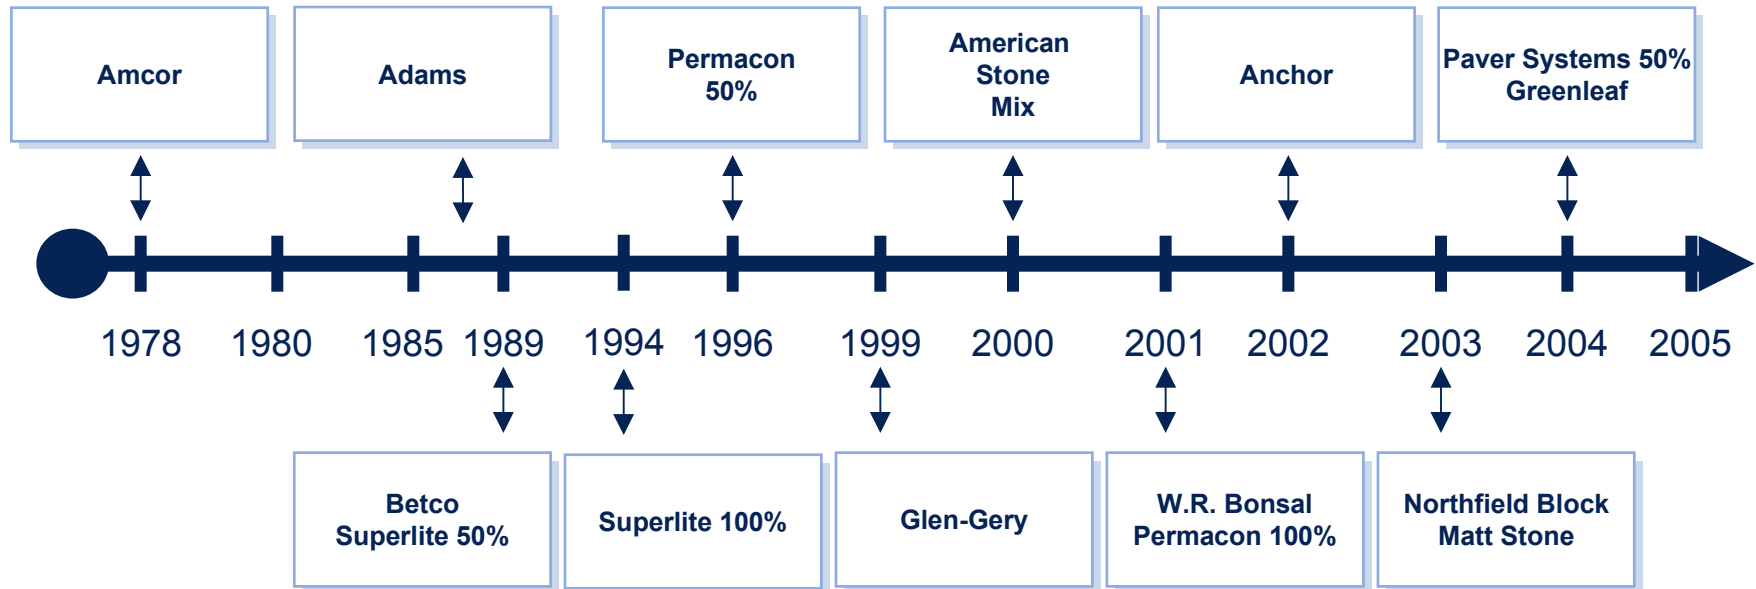 Amcor
Adams
Permacon
50%
American
Stone
Mix
Anchor
Paver Systems 50%
Greenleaf
1978
1980
1985
1989
1994
1996
1999
2000
2001
2002
2003
2004
2005
Betco
Superlite 50%
Superlite 100%
Glen-Gery
W.R. Bonsal
Permacon 100%
Northfield Block
Matt Stone